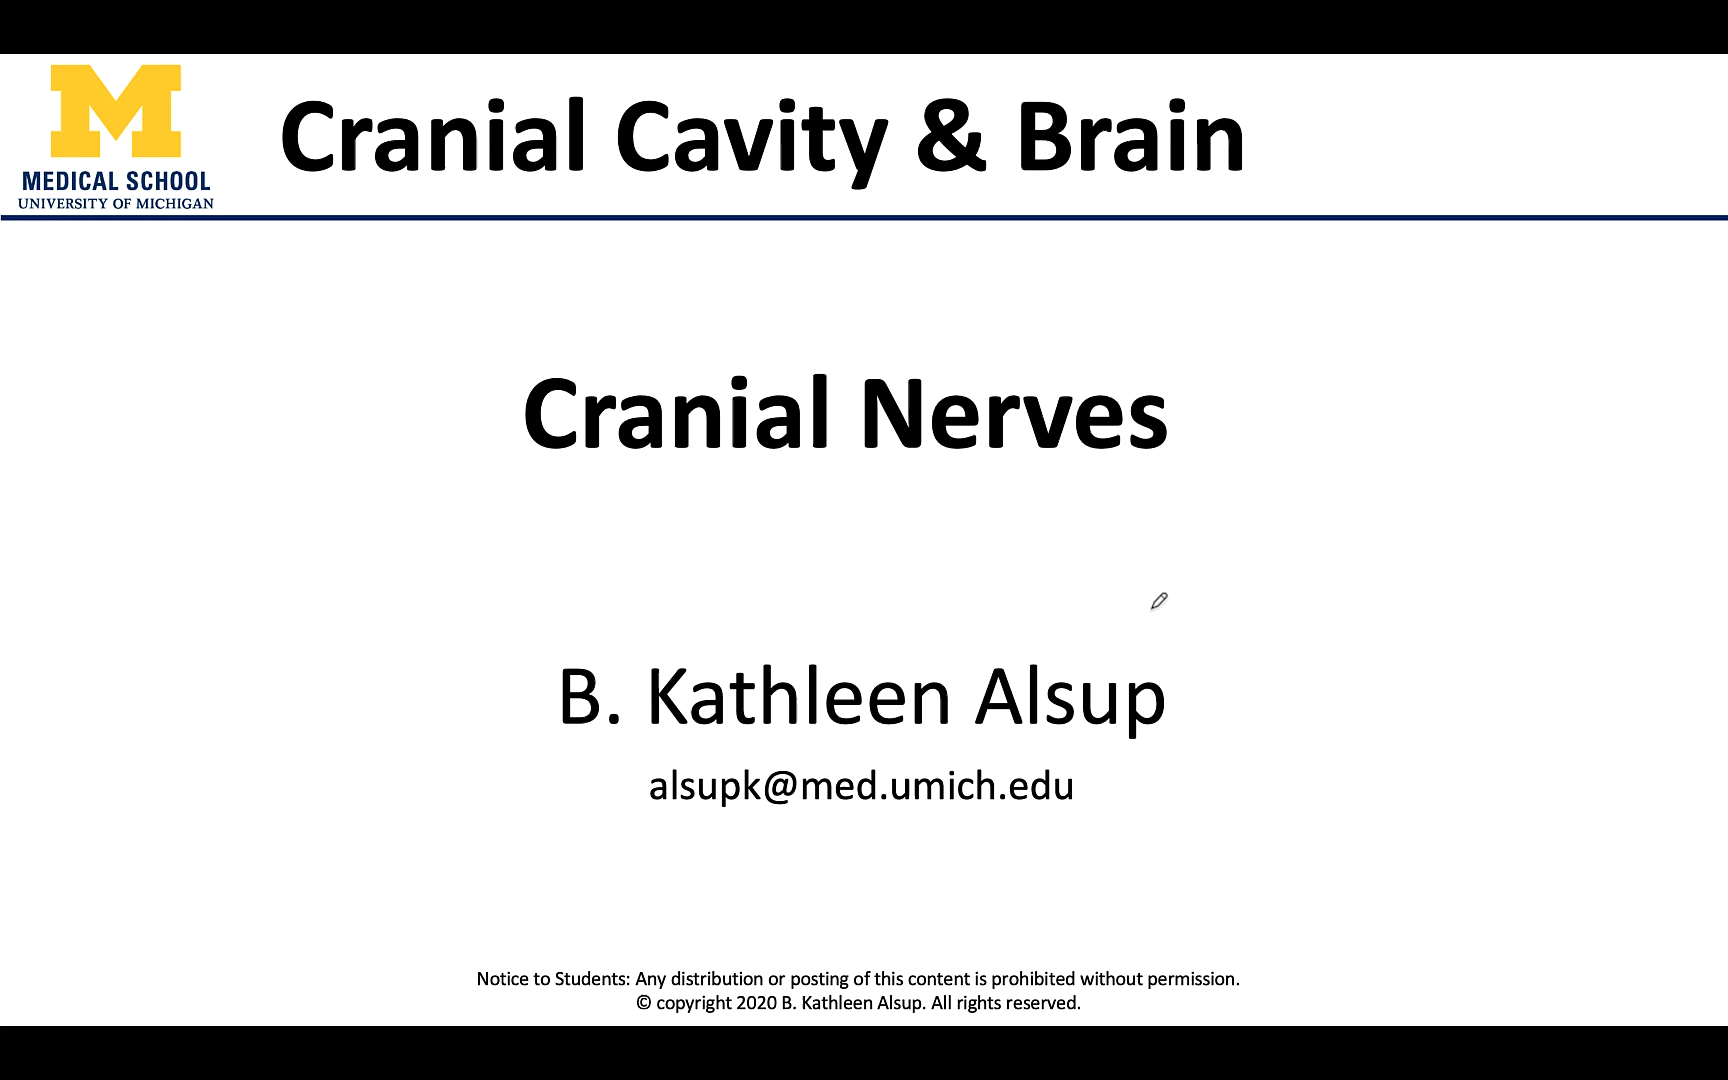 MEDICAL SCHOOL
UNIVERSITY OF MICHIGAN
Cranial Cavity & Brain
Cranial Nerves
B. Kathleen Alsup
alsupk@med.umich.edu
Notice to Students: Any distribution or posting of this content is prohibited without permission.
© copyright 2020 B. Kathleen Alsup. All rights reserved.